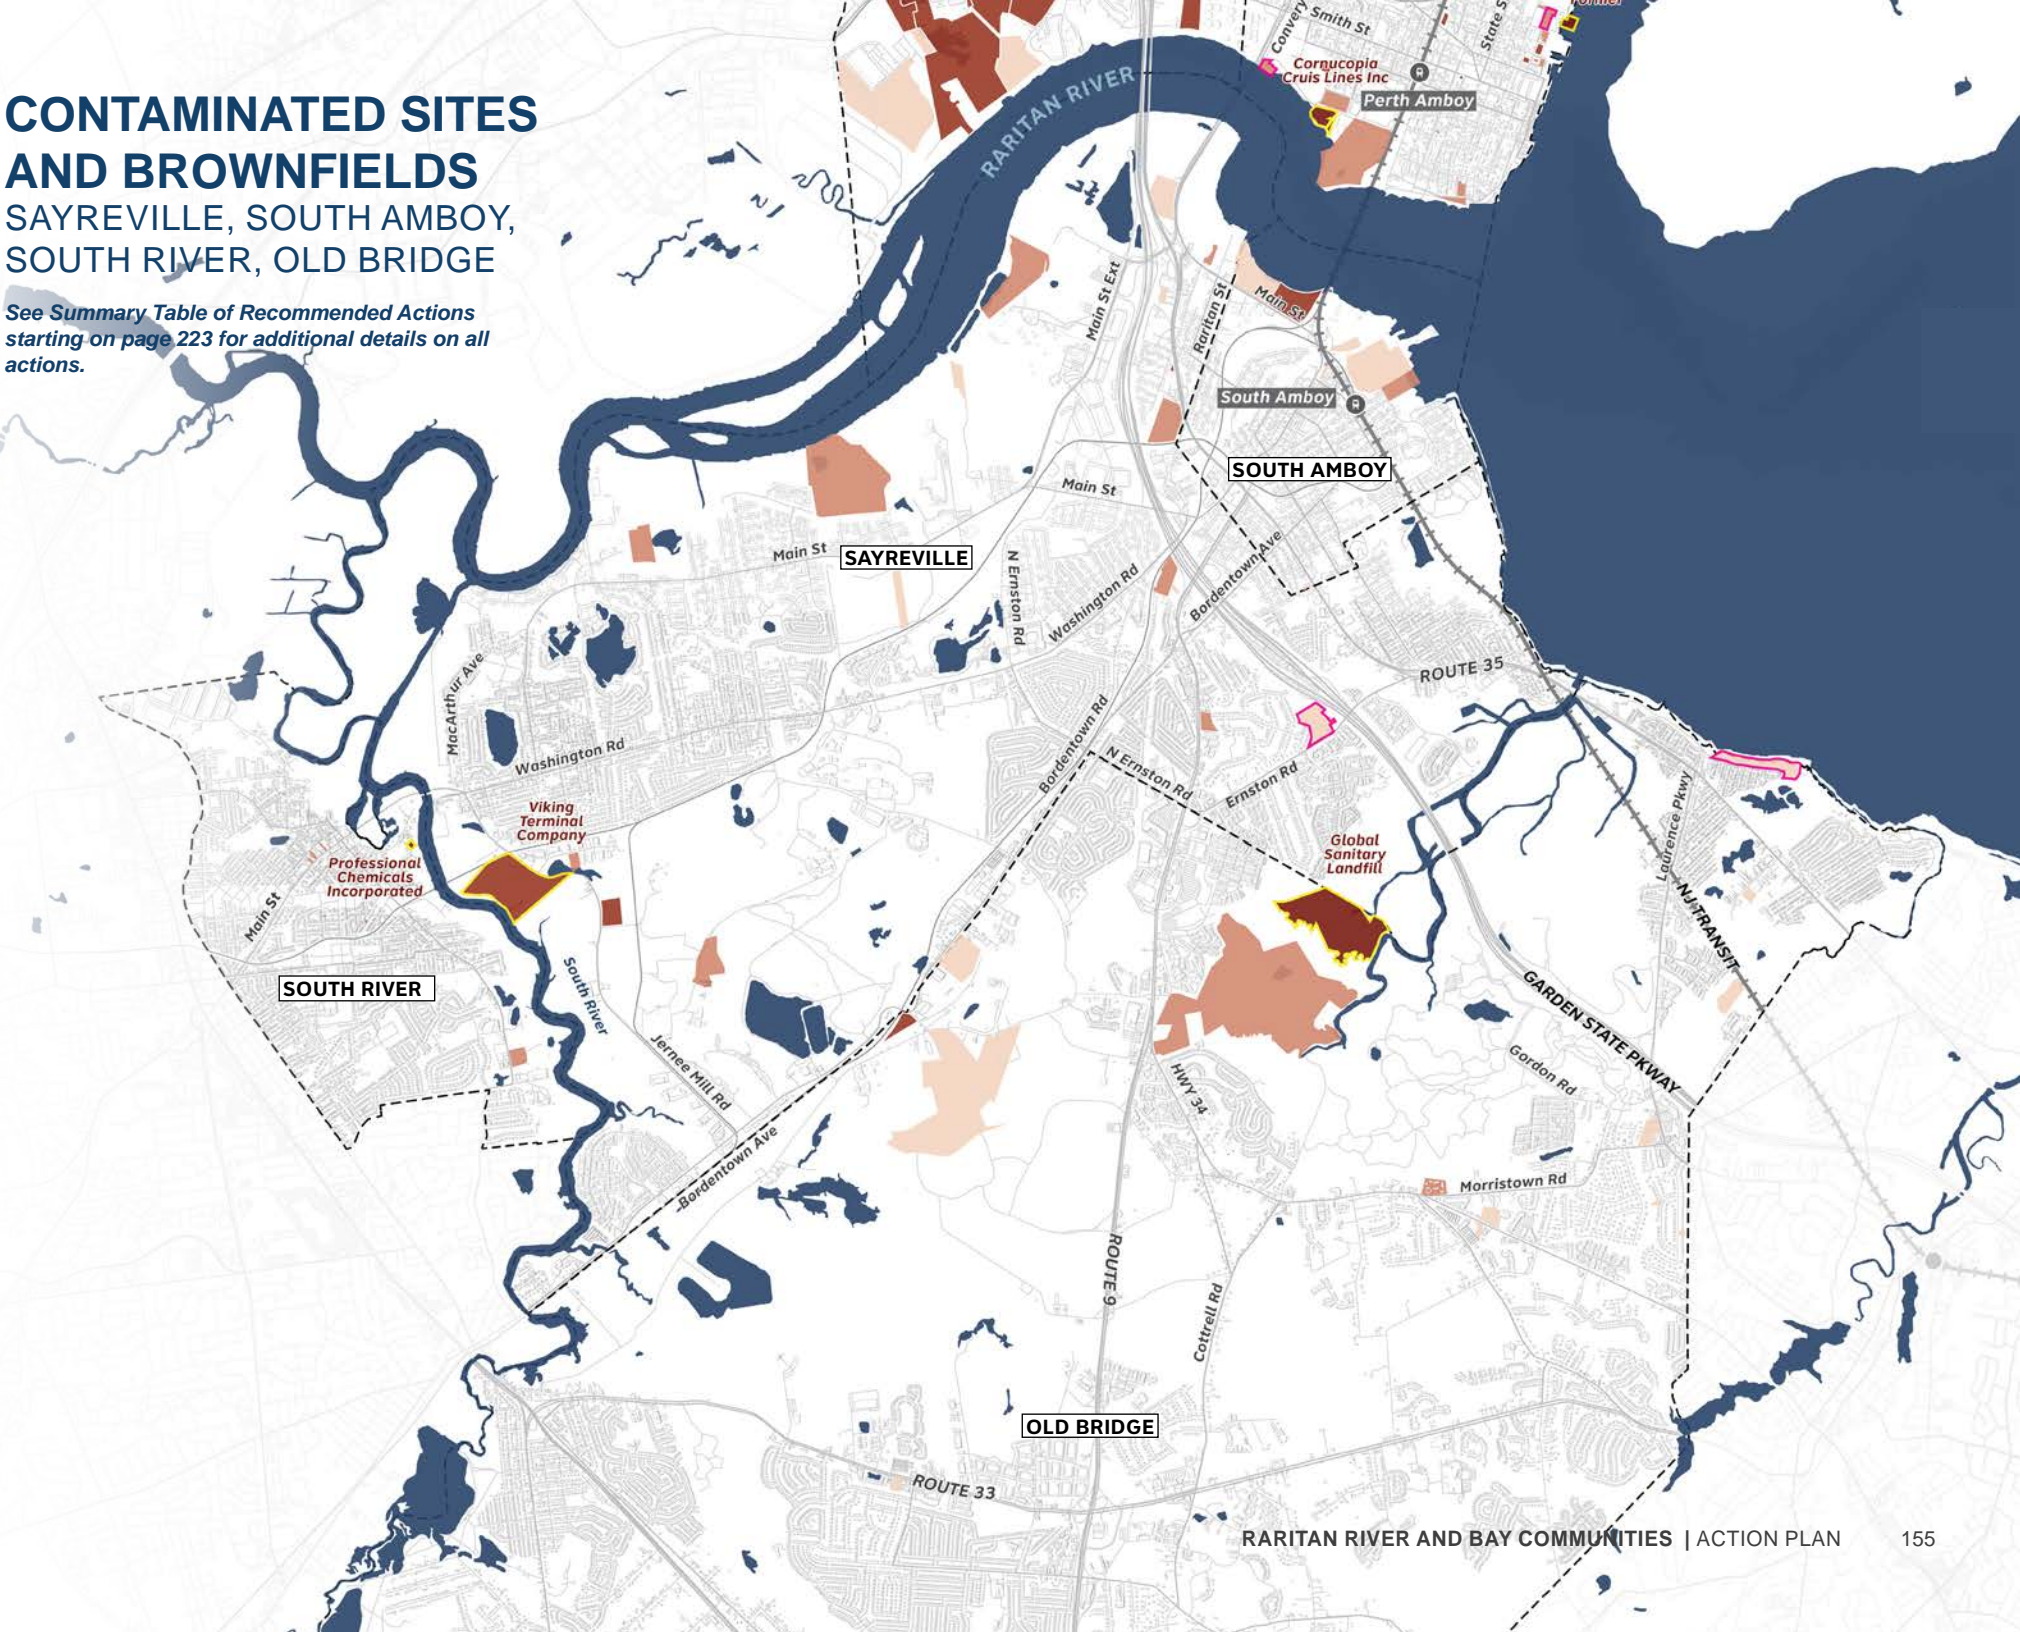 CONTAMINATED SITES
AND BROWNFIELDS
SAYREVILLE, SOUTH AMBOY,
SOUTH RIVER, OLD BRIDGE
See Summary Table of Recommended Actions
starting on page 223 for additional details on all
actions.
Convery
Smith St
State S
Former
Cornucopia
Cruis Lines Inc
Perth Amboy
RARITAN RIVER
Main St Ext
Raritan St
Main St
South Amboy
SOUTH AMBOY
Main St
Main St
SAYREVILLE
N Ernston Rd
Washington Rd
Bordentown Ave
ROUTE 35
MacArthur Ave
Washington Rd
Bordentown Rd
N Ernston Rd
Ernston Rd
Laurence Pkwy
Viking
Terminal
Company
Professional
Chemicals
Incorporated
Global
Sanitary
Landfill
Main St
SOUTH RIVER
South River
NJ TRANSIT
GARDEN STATE PKWAY
Jernee Mill Rd
Gordon Rd
HWY 34
Bordentown Ave
Morristown Rd
ROUTE 9
Cottrell Rd
OLD BRIDGE
ROUTE 33
RARITAN RIVER AND BAY COMMUNITIES | ACTION PLAN 155